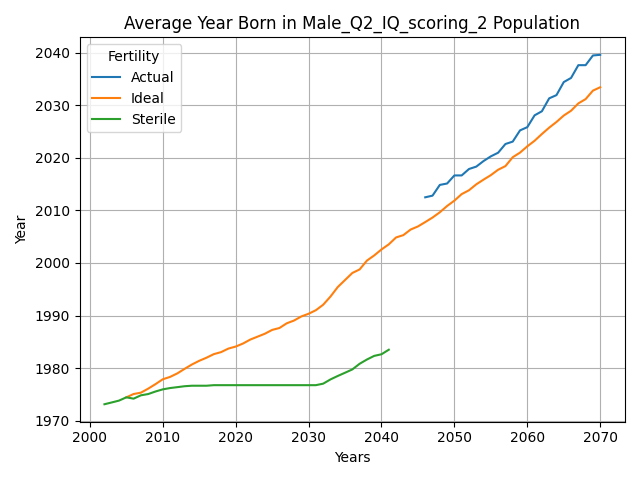 Average Year Born in Male_Q2_IQ_scoring_2 Population
Fertility
Actual
Ideal
Sterile
2040
2030
2020
2010
2000
1990
1980
1970
Year
2000 2010 2020 2030 2040 2050 2060 2070
Years